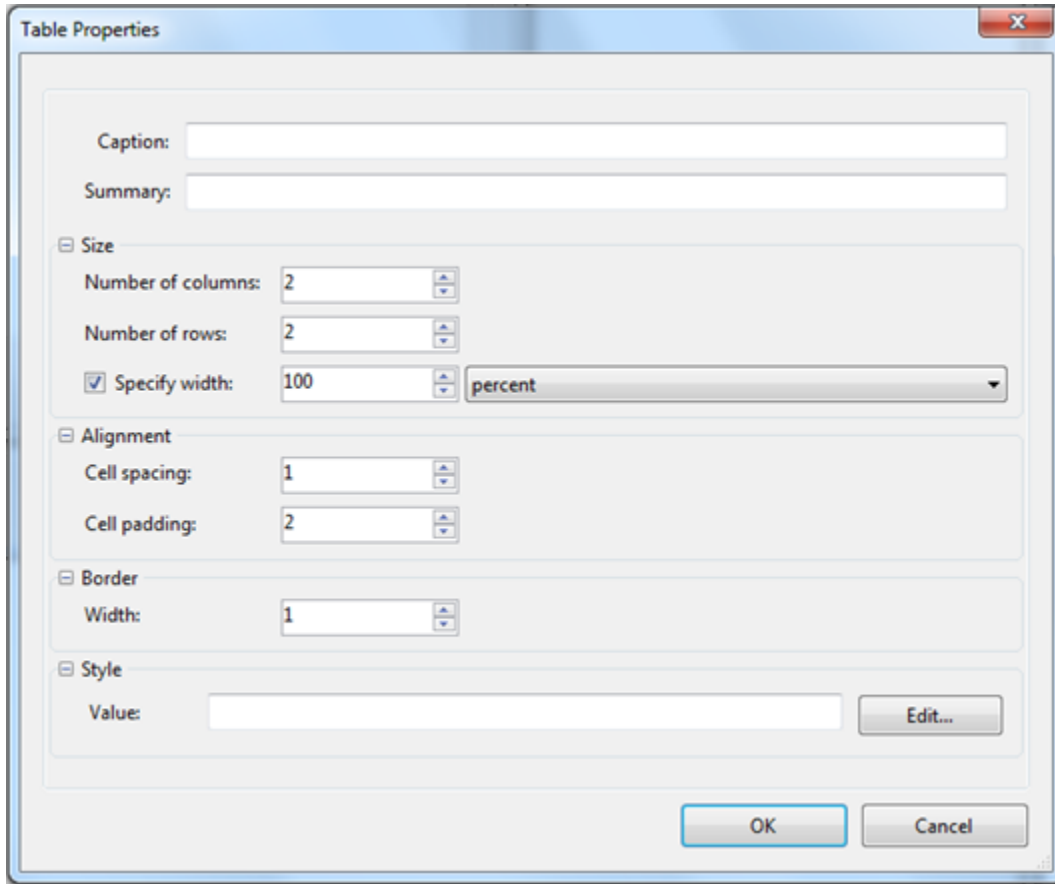 Table Properties
Caption:
Summary:
Size
Number of columns: 2
Number of rows: 2
Specify width: 100 percent
Alignment
Cell spacing: 1
Cell padding: 2
Border
Width: 1
Style
Value: Edit...
OK Cancel